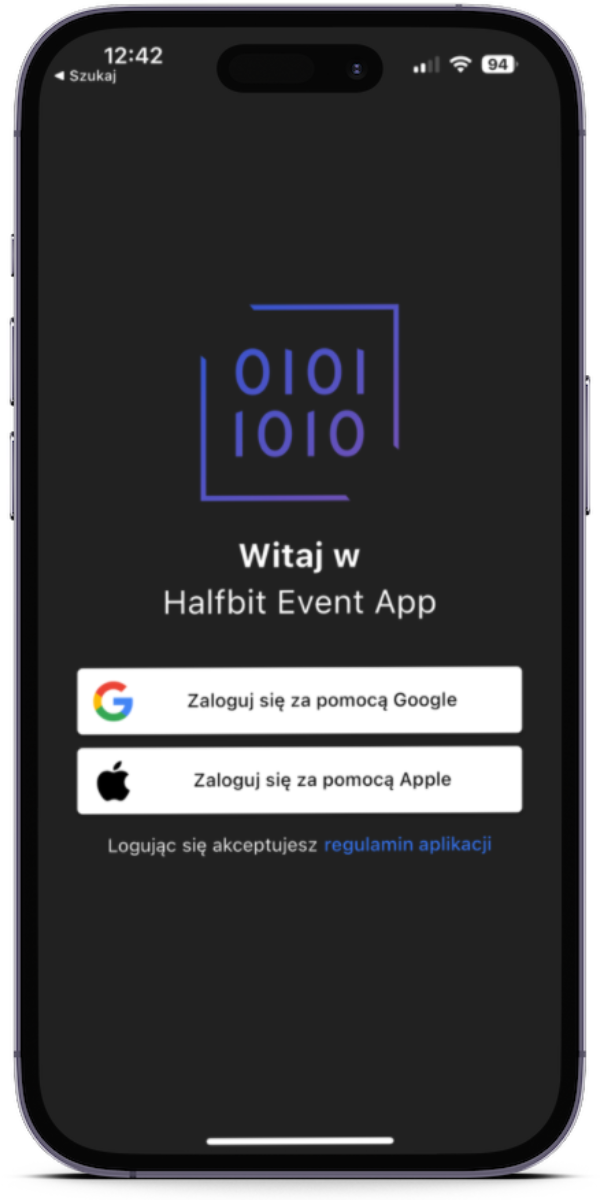 12:42
94
◀ Szukaj
0101
1010
Witaj w
Halfbit Event App
Zaloguj się za pomocą Google
Zaloguj się za pomocą Apple
Logując się akceptujesz regulamin aplikacji